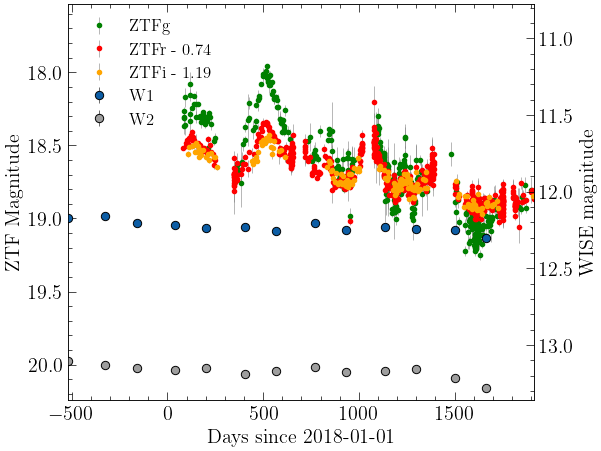 ZTFg
ZTFr - 0.74
ZTFi - 1.19
W1
W2
18.0
18.5
19.0
19.5
20.0
ZTF Magnitude
11.0
11.5
12.0
12.5
13.0
WISE magnitude
−500
0
500
1000
1500
Days since 2018-01-01